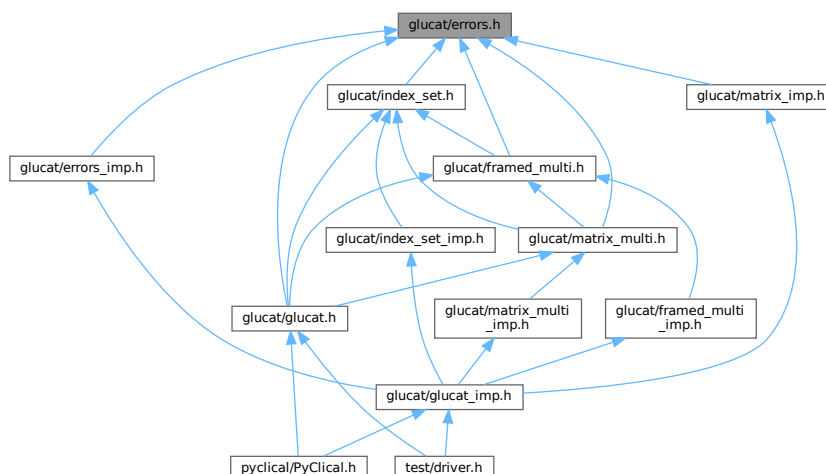 glucat/errors.h
glucat/index_set.h
glucat/matrix_imp.h
glucat/errors_imp.h
glucat/framed_multi.h
glucat/index_set_imp.h
glucat/matrix_multi.h
glucat/glucat.h
glucat/matrix_multi
_imp.h
glucat/framed_multi
_imp.h
glucat/glucat_imp.h
pyclical/PyClical.h
test/driver.h